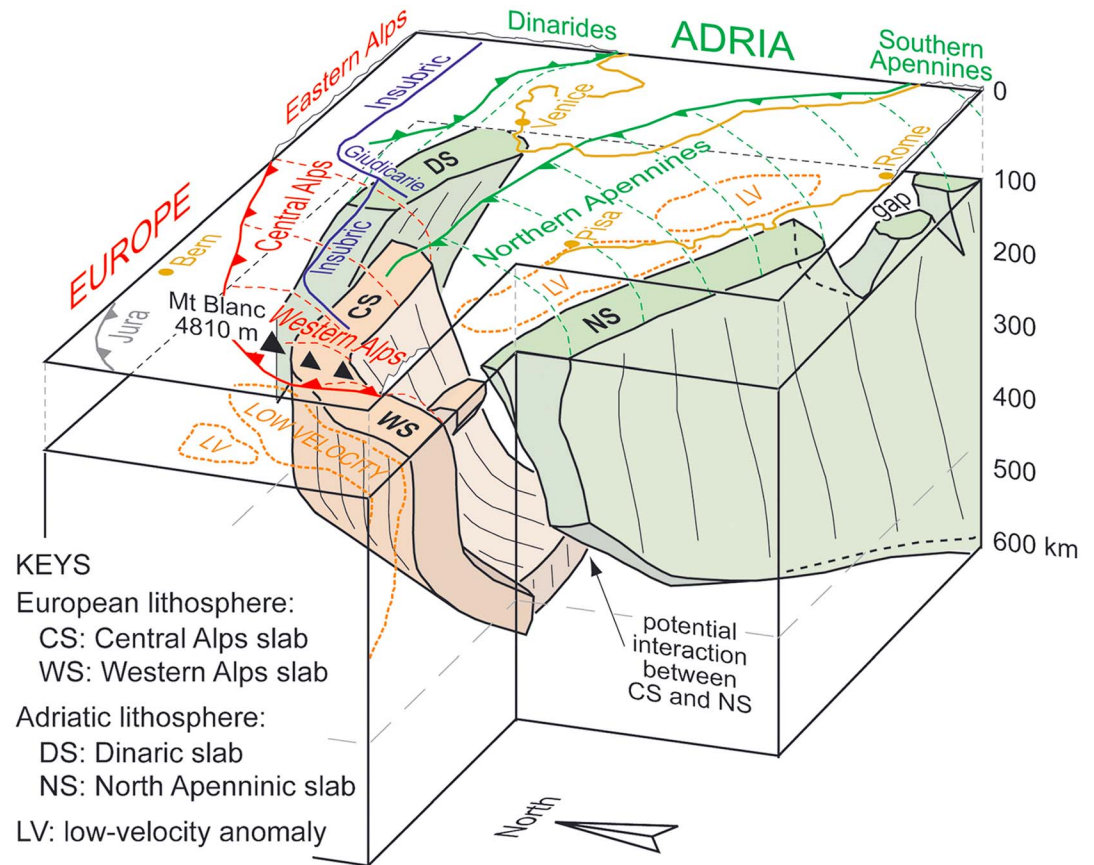 Dinarides
ADRIA
Southern
Apennines
Eastern Alps
Insubric
Venice
0
Giudicarie
DS
Rome
Central Alps
Northern Apennines
100
EUROPE
LV
gap
Bern
Insubric
Pisa
200
LV
Mt Blanc
4810 m
CS
Jura
Western Alps
NS
300
400
WS
LOW VELOCITY
LV
500
600 km
KEYS
European lithosphere:
CS: Central Alps slab
WS: Western Alps slab
Adriatic lithosphere:
DS: Dinaric slab
NS: North Apenninic slab
LV: low-velocity anomaly
potential
interaction
between
CS and NS
North